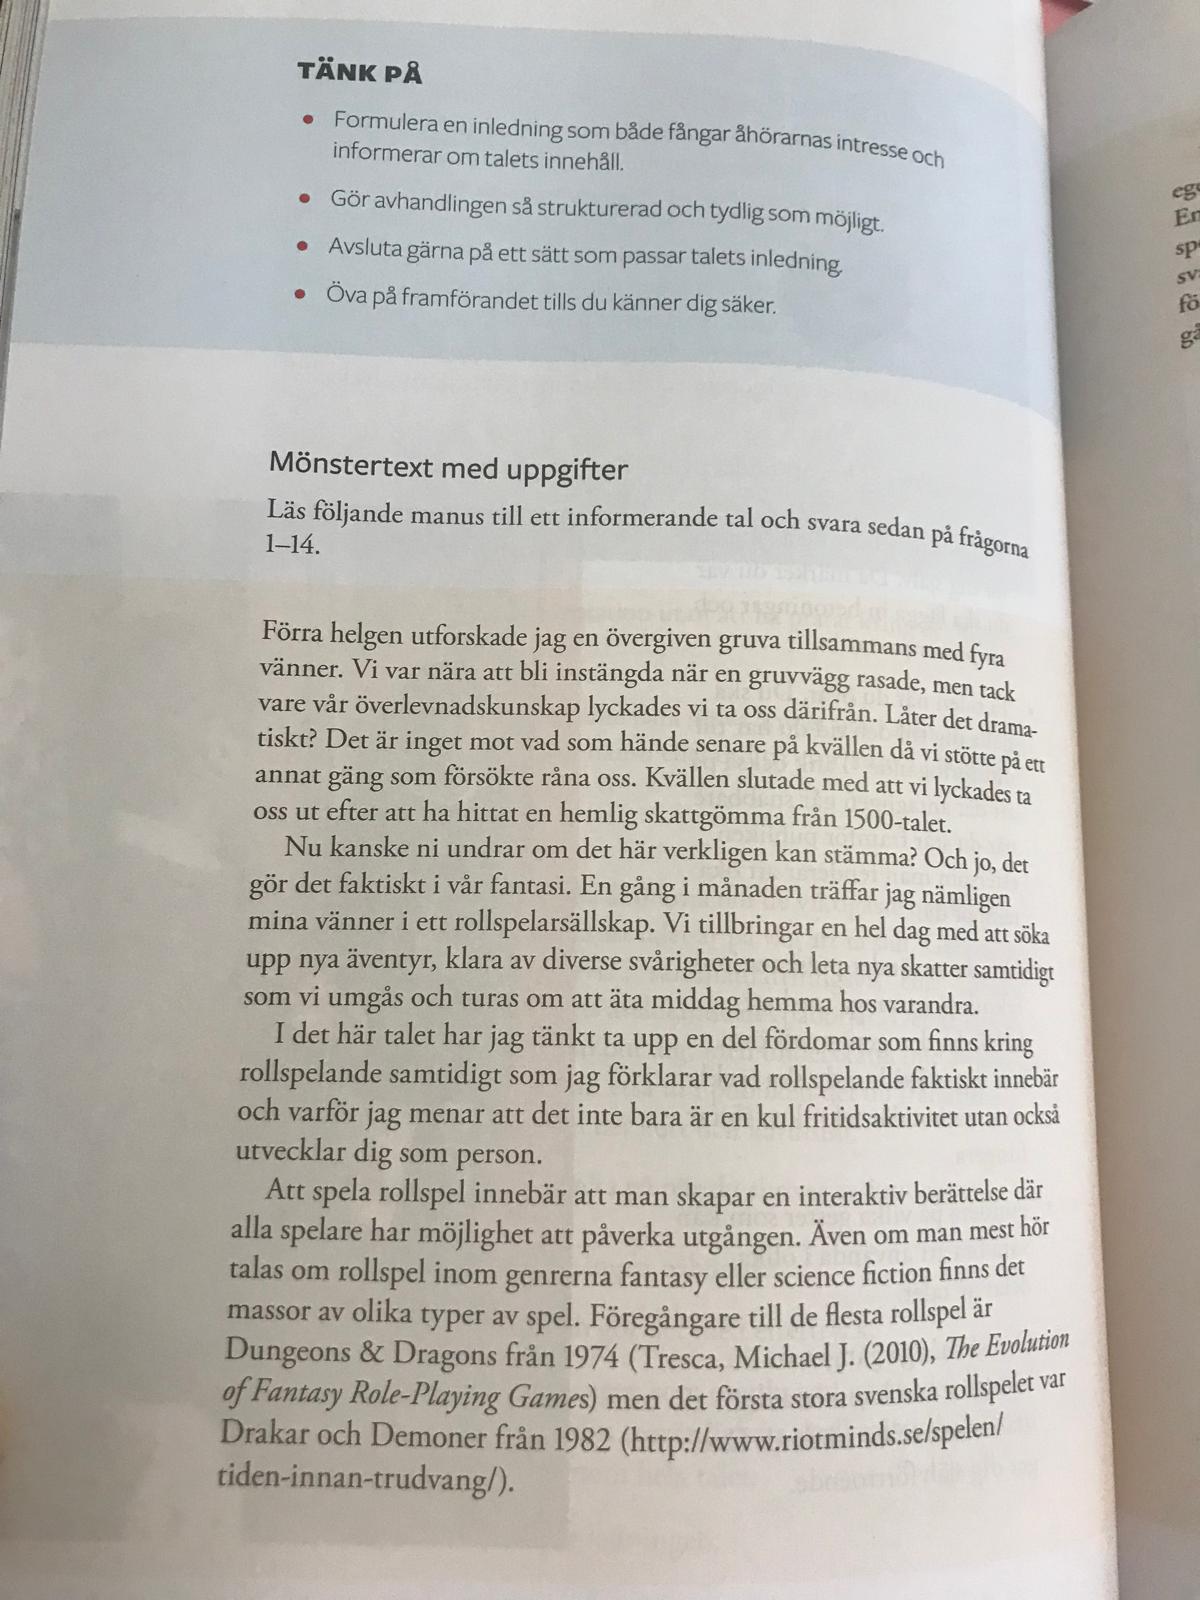 TÄNK PÅ
• Formulera en inledning som både fångar åhörarnas intresse och
informerar om talets innehåll.
• Gör avhandlingen så strukturerad och tydlig som möjligt.
• Avsluta gärna på ett sätt som passar talets inledning.
• Öva på framförandet tills du känner dig säker.
Mönstertext med uppgifter
Läs följande manus till ett informerande tal och svara sedan på frågorna
1–14.
Förra helgen utforskade jag en övergiven gruva tillsammans med fyra
vänner. Vi var nära att bli instängda när en gruvvägg rasade, men tack
vare vår överlevnadskunskap lyckades vi ta oss därifrån. Låter det drama-
tiskt? Det är inget mot vad som hände senare på kvällen då vi stötte på ett
annat gäng som försökte råna oss. Kvällen slutade med att vi lyckades ta
oss ut efter att ha hittat en hemlig skattgömma från 1500-talet.
Nu kanske ni undrar om det här verkligen kan stämma? Och jo, det
gör det faktiskt i vår fantasi. En gång i månaden träffar jag nämligen
mina vänner i ett rollspelarsällskap. Vi tillbringar en hel dag med att söka
upp nya äventyr, klara av diverse svårigheter och leta nya skatter samtidigt
som vi umgås och turas om att äta middag hemma hos varandra.
I det här talet har jag tänkt ta upp en del fördomar som finns kring
rollspelande samtidigt som jag förklarar vad rollspelande faktiskt innebär
och varför jag menar att det inte bara är en kul fritidsaktivitet utan också
utvecklar dig som person.
Att spela rollspel innebär att man skapar en interaktiv berättelse där
alla spelare har möjlighet att påverka utgången. Även om man mest hör
talas om rollspel inom genrerna fantasy eller science fiction finns det
massor av olika typer av spel. Föregångare till de flesta rollspel är
Dungeons & Dragons från 1974 (Tresca, Michael J. (2010), The Evolution
of Fantasy Role-Playing Games) men det första stora svenska rollspelet var
Drakar och Demoner från 1982 (http://www.riotminds.se/spelen/
tiden-innan-trudvang/).